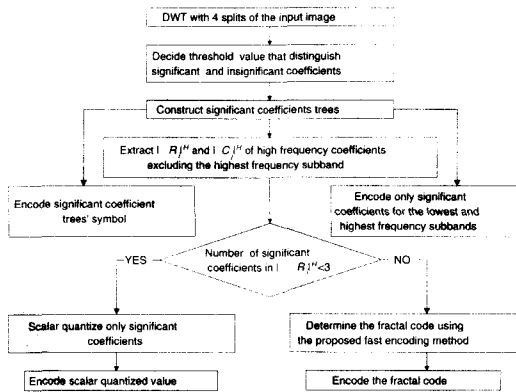 DWT with 4 splits of the input image
Decide threshold value that distinguish
significant and insignificant coefficients
Construct significant coefficients trees
Extract | R|ᴴ and | C|ᴴ of high frequency coefficients
excluding the highest frequency subband
Encode significant coefficient
trees' symbol
Encode only significant
coefficients for the lowest and
highest frequency subbands
Number of significant
coefficients in | R|ᴴ<3
YES
NO
Scalar quantize only significant
coefficients
Determine the fractal code using
the proposed fast encoding method
Encode scalar quantized value
Encode the fractal code